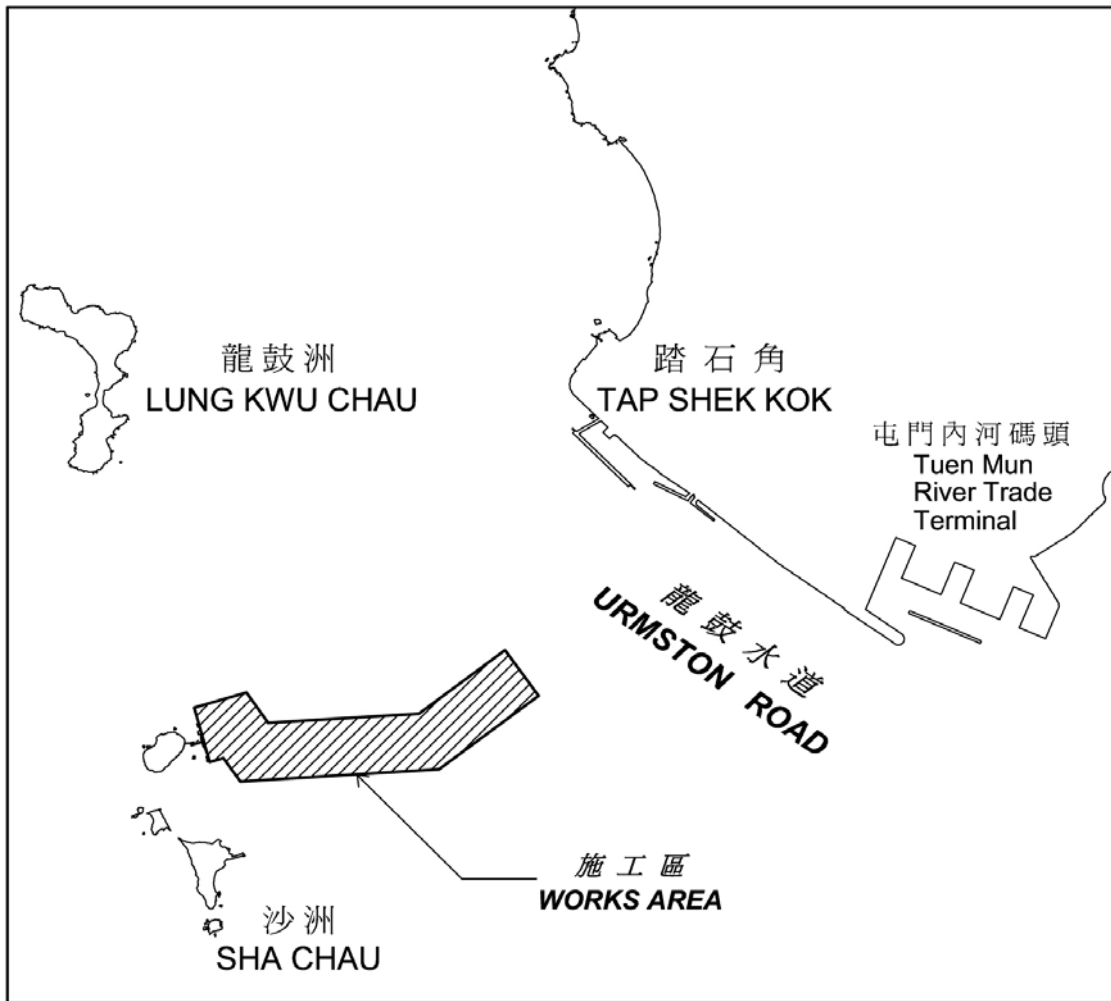 龍鼓洲
LUNG KWU CHAU
踏石角
TAP SHEK KOK
屯門內河碼頭
Tuen Mun
River Trade
Terminal
龍鼓水道
URMSTON ROAD
施工區
WORKS AREA
沙洲
SHA CHAU